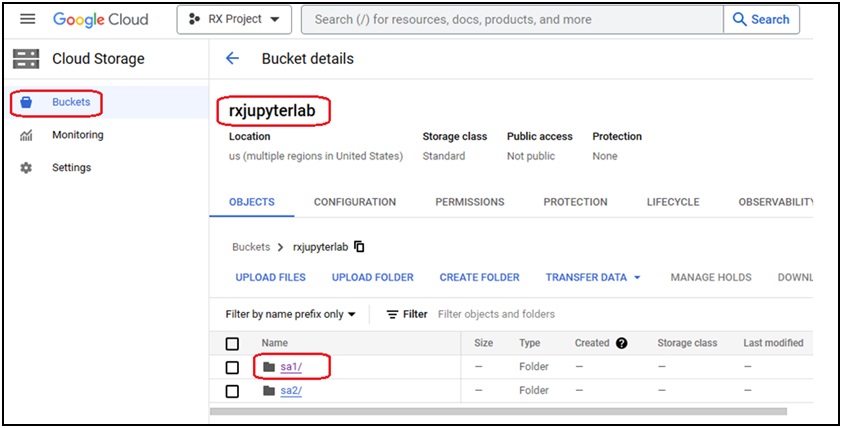 Google Cloud RX Project Search (/) for resources, docs, products, and more Search
Cloud Storage
Buckets
Monitoring
Settings
Bucket details
rxjupyterlab
Location Storage class Public access Protection
us (multiple regions in United States) Standard Not public None
OBJECTS CONFIGURATION PERMISSIONS PROTECTION LIFECYCLE OBSERVABILITY
Buckets > rxjupyterlab
UPLOAD FILES UPLOAD FOLDER CREATE FOLDER TRANSFER DATA MANAGE HOLDS DOWNL
Filter by name prefix only Filter Filter objects and folders
Name Size Type Created Storage class Last modified
sa1/ — Folder — — —
sa2/ — Folder — — —